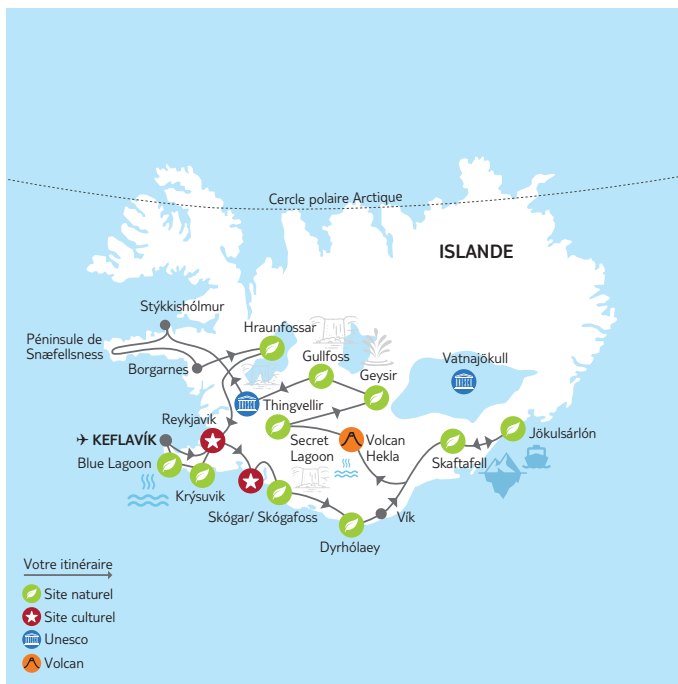 Cercle polaire Arctique
ISLANDE
Stýkkishólmur
Hraunfossar
Péninsule de
Snæfellsness
Gullfoss
Vatnajökull
Borgarnes
Geysir
Thingvellir
Reykjavik
KEFLAVÍK
Secret
Lagoon
Volcan
Hekla
Jökulsárlón
Blue Lagoon
Skaftafell
Krýsuvik
Skógar/ Skógafoss
Vík
Dyrhólaey
Votre itinéraire
Site naturel
Site culturel
Unesco
Volcan